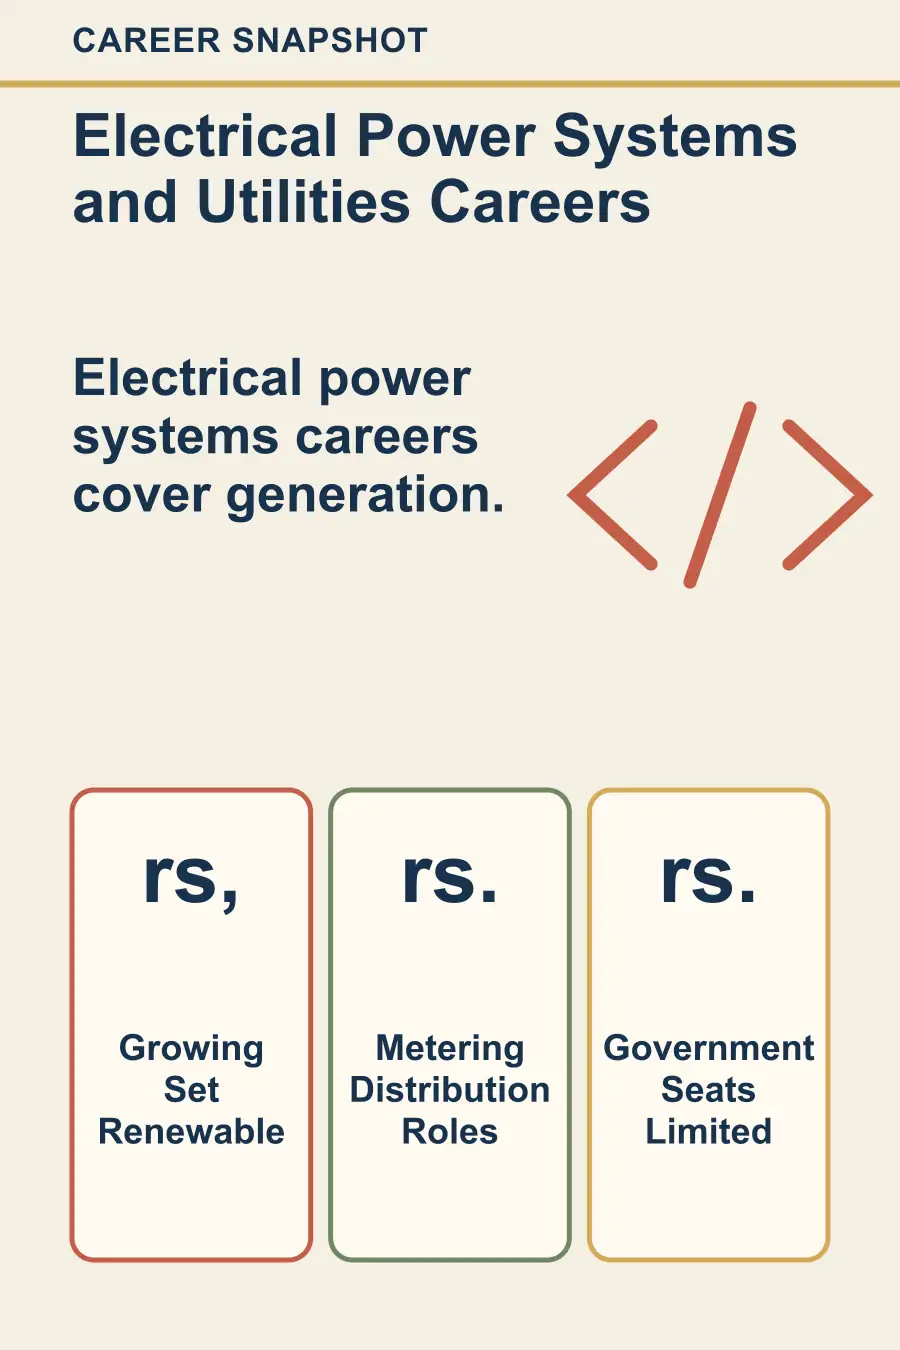 CAREER SNAPSHOT
Electrical Power Systems
and Utilities Careers
Electrical power
systems careers
cover generation.
</>
rs,
Growing
Set
Renewable
rs.
Metering
Distribution
Roles
rs.
Government
Seats
Limited